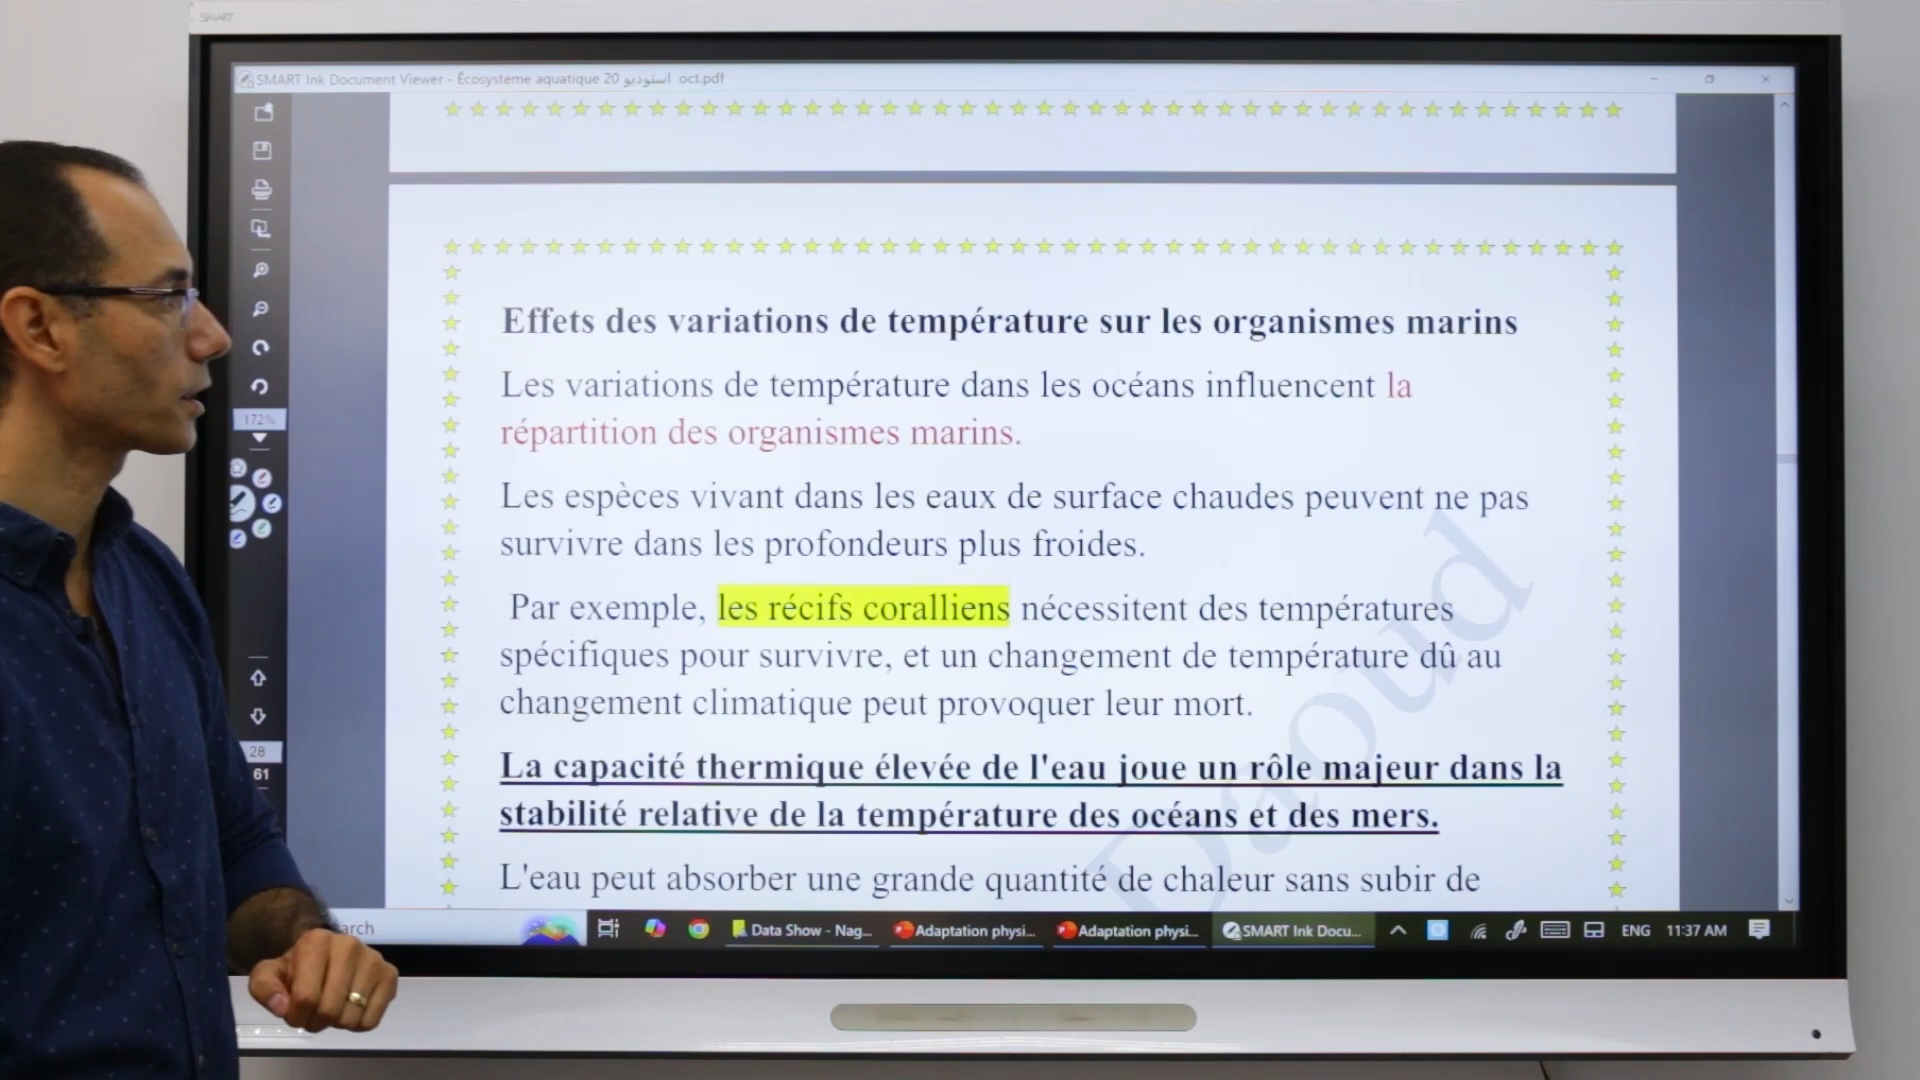 SMART
SMART Ink Document Viewer - Écosystème aquatique 20 استوديو oct.pdf
172%
Effets des variations de température sur les organismes marins
Les variations de température dans les océans influencent la
répartition des organismes marins.
Les espèces vivant dans les eaux de surface chaudes peuvent ne pas
survivre dans les profondeurs plus froides.
Par exemple, les récifs coralliens nécessitent des températures
spécifiques pour survivre, et un changement de température dû au
changement climatique peut provoquer leur mort.
28
61
La capacité thermique élevée de l'eau joue un rôle majeur dans la
stabilité relative de la température des océans et des mers.
L'eau peut absorber une grande quantité de chaleur sans subir de
Daoud
arch
Data Show - Nag...
Adaptation physi...
Adaptation physi...
SMART Ink Docu...
ENG
11:37 AM